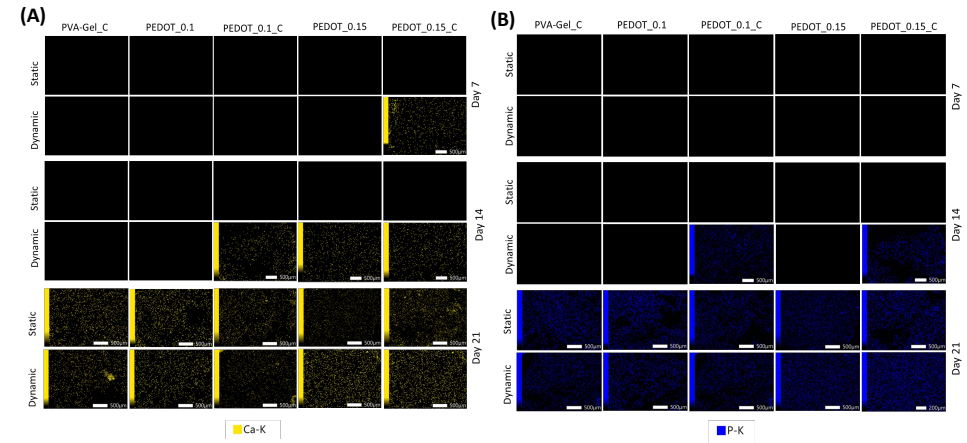 (A)
PVA-Gel_C PEDOT_0.1 PEDOT_0.1_C PEDOT_0.15 PEDOT_0.15_C
Static
Dynamic
Day 7
500µm
Static
Dynamic
Day 14
500µm 500µm 500µm
Static
Dynamic
Day 21
500µm 500µm 500µm 500µm 500µm
500µm 500µm 500µm 500µm 500µm
Ca-K
(B)
PVA-Gel_C PEDOT_0.1 PEDOT_0.1_C PEDOT_0.15 PEDOT_0.15_C
Static
Dynamic
Day 7
Static
Dynamic
Day 14
500µm 500µm
Static
Dynamic
Day 21
500µm 500µm 500µm 500µm 500µm
500µm 500µm 500µm 500µm 200µm
P-K